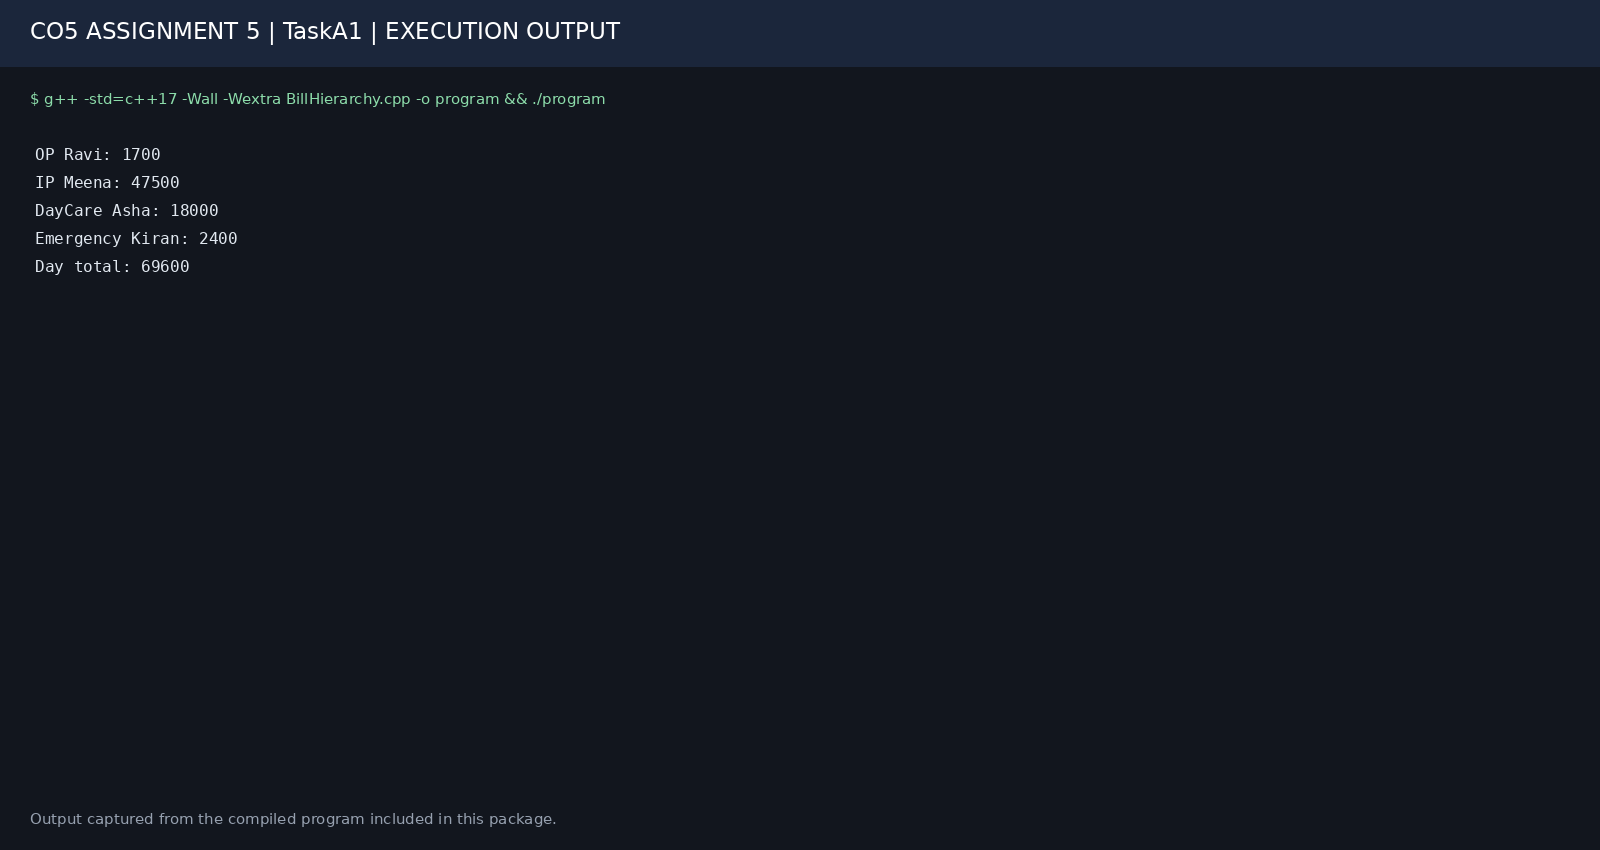 CO5 ASSIGNMENT 5 | TaskA1 | EXECUTION OUTPUT
$ g++ -std=c++17 -Wall -Wextra BillHierarchy.cpp -o program && ./program
OP Ravi: 1700
IP Meena: 47500
DayCare Asha: 18000
Emergency Kiran: 2400
Day total: 69600
Output captured from the compiled program included in this package.